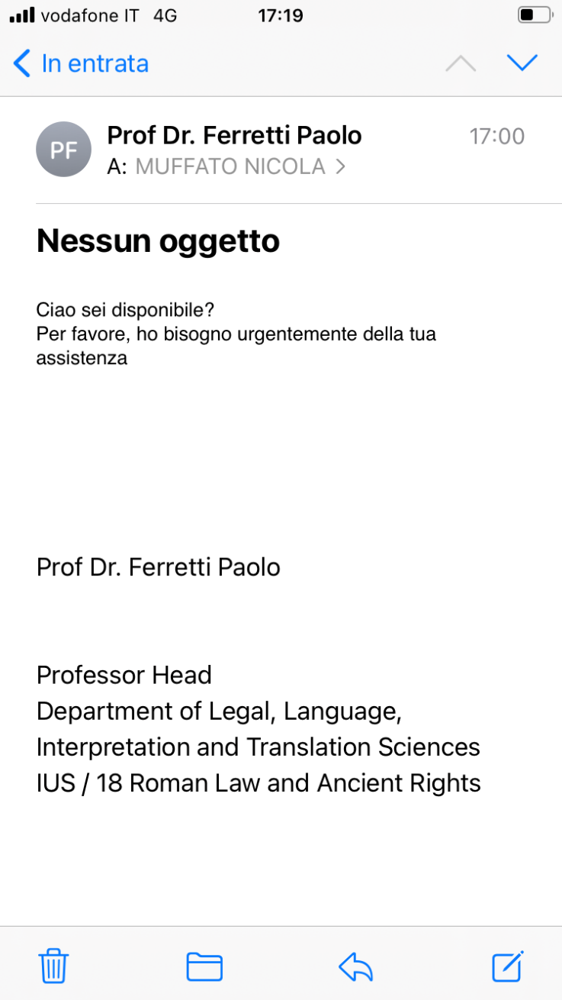 vodafone IT 4G 17:19
In entrata
PF
Prof Dr. Ferretti Paolo 17:00
A: MUFFATO NICOLA
Nessun oggetto
Ciao sei disponibile?
Per favore, ho bisogno urgentemente della tua
assistenza
Prof Dr. Ferretti Paolo
Professor Head
Department of Legal, Language,
Interpretation and Translation Sciences
IUS / 18 Roman Law and Ancient Rights